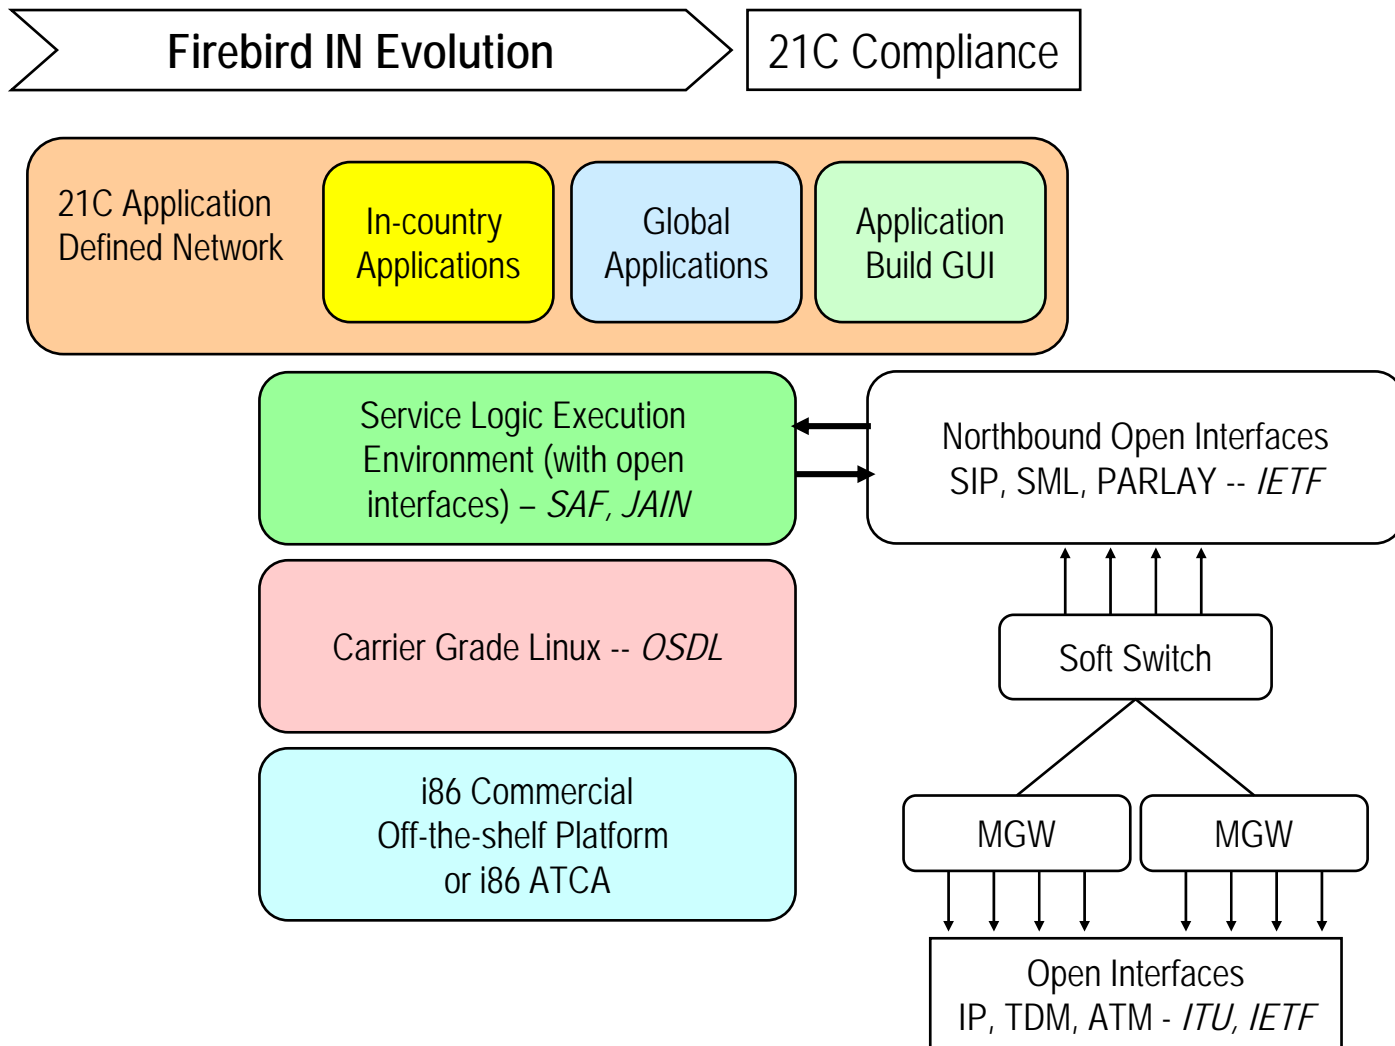 Firebird IN Evolution
21C Compliance
21C Application
Defined Network
In-country
Applications
Global
Applications
Application
Build GUI
Service Logic Execution
Environment (with open
interfaces) – SAF, JAIN
Northbound Open Interfaces
SIP, SML, PARLAY -- IETF
Carrier Grade Linux -- OSDL
Soft Switch
i86 Commercial
Off-the-shelf Platform
or i86 ATCA
MGW
MGW
Open Interfaces
IP, TDM, ATM - ITU, IETF